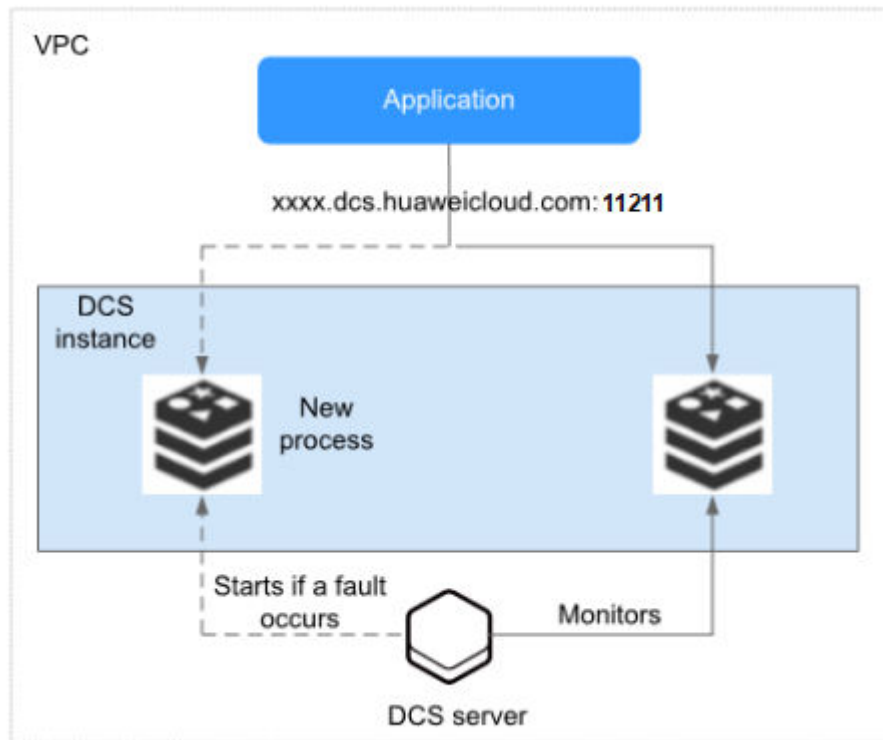 VPC
Application
xxxx.dcs.huaweicloud.com: 11211
DCS
instance
New
process
Starts if a fault
occurs
Monitors
DCS server